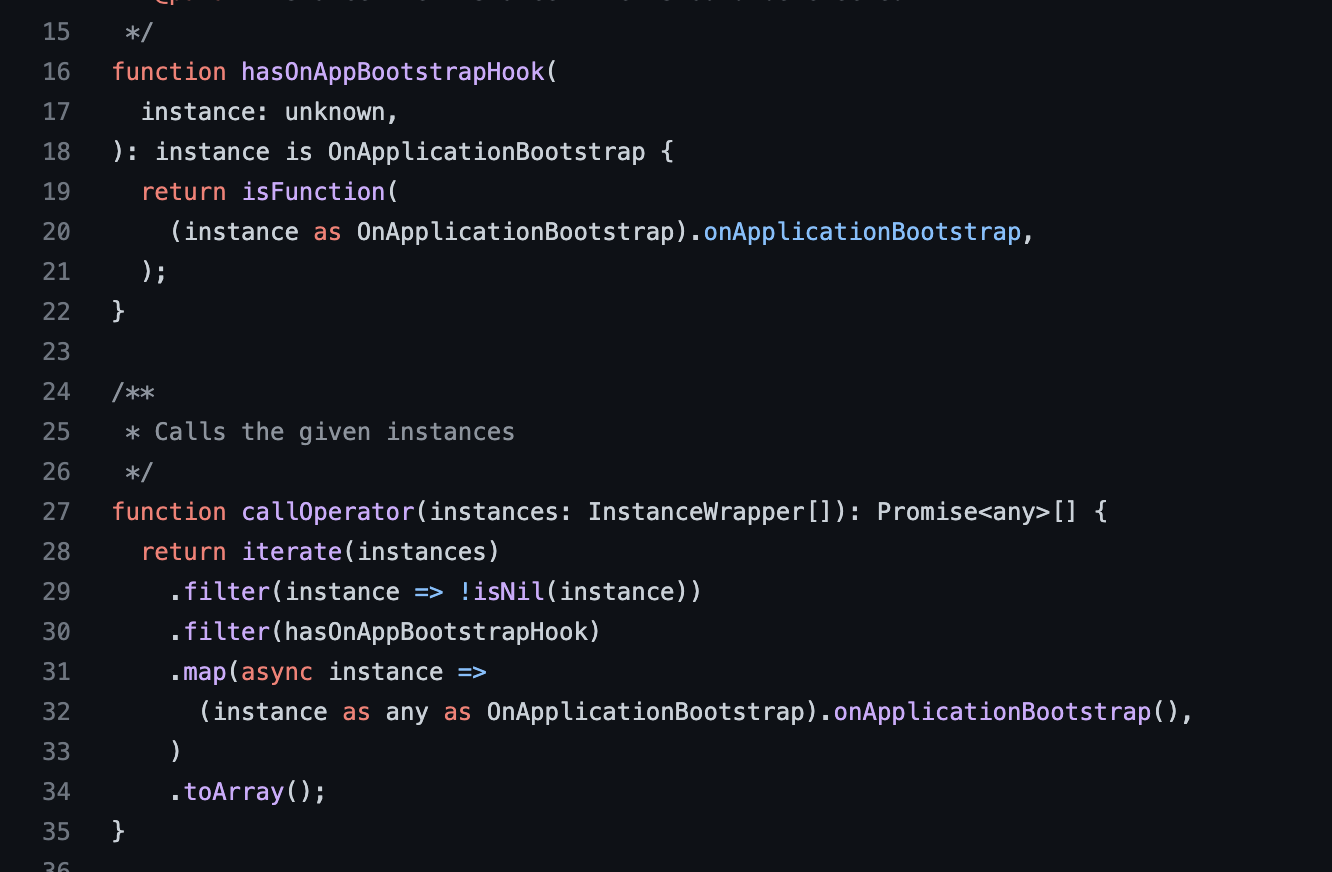 15 */
16 function hasOnAppBootstrapHook(
17 instance: unknown,
18 ): instance is OnApplicationBootstrap {
19 return isFunction(
20 (instance as OnApplicationBootstrap).onApplicationBootstrap,
21 );
22 }
23
24 /**
25 * Calls the given instances
26 */
27 function callOperator(instances: InstanceWrapper[]): Promise<any>[] {
28 return iterate(instances)
29 .filter(instance => !isNil(instance))
30 .filter(hasOnAppBootstrapHook)
31 .map(async instance =>
32 (instance as any as OnApplicationBootstrap).onApplicationBootstrap(),
33 )
34 .toArray();
35 }
36